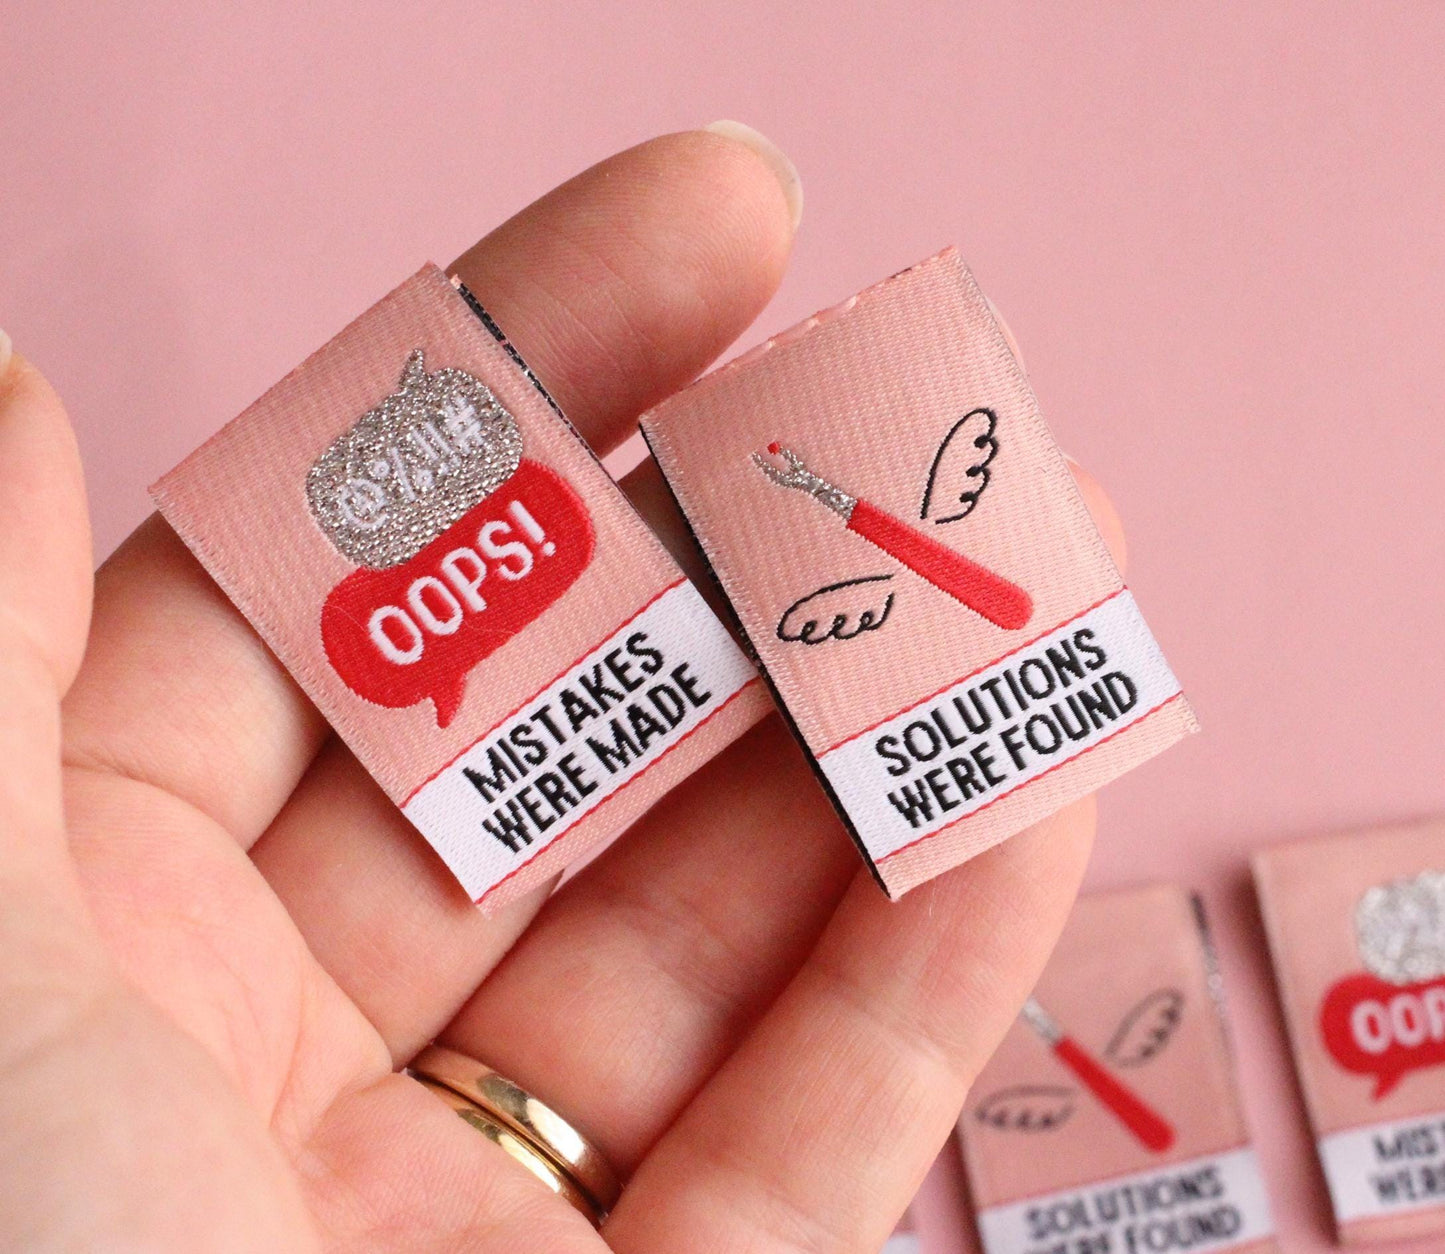 @%!!#
OOPS!
MISTAKES
WERE MADE
SOLUTIONS
WERE FOUND
SOLUTIONS
WERE FOUND